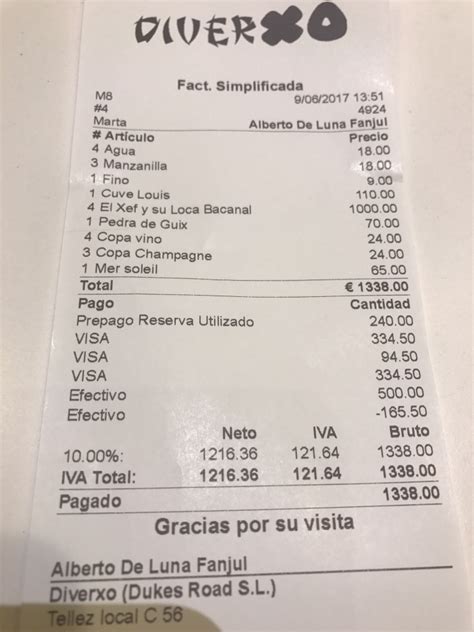 DIVERXO
Fact. Simplificada
M8 9/06/2017 13:51
#4 4924
Marta Alberto De Luna Fanjul
# Artículo Precio
4 Agua 18.00
3 Manzanilla 18.00
1 Fino 9.00
1 Cuve Louis 110.00
4 El Xef y su Loca Bacanal 1000.00
1 Pedra de Guix 70.00
4 Copa vino 24.00
3 Copa Champagne 24.00
1 Mer soleil 65.00
Total € 1338.00
Pago Cantidad
Prepago Reserva Utilizado 240.00
VISA 334.50
VISA 94.50
VISA 334.50
Efectivo 500.00
Efectivo -165.50
Neto IVA Bruto
10.00%: 1216.36 121.64 1338.00
IVA Total: 1216.36 121.64 1338.00
Pagado 1338.00
Gracias por su visita
Alberto De Luna Fanjul
Diverxo (Dukes Road S.L.)
Tellez local C 56